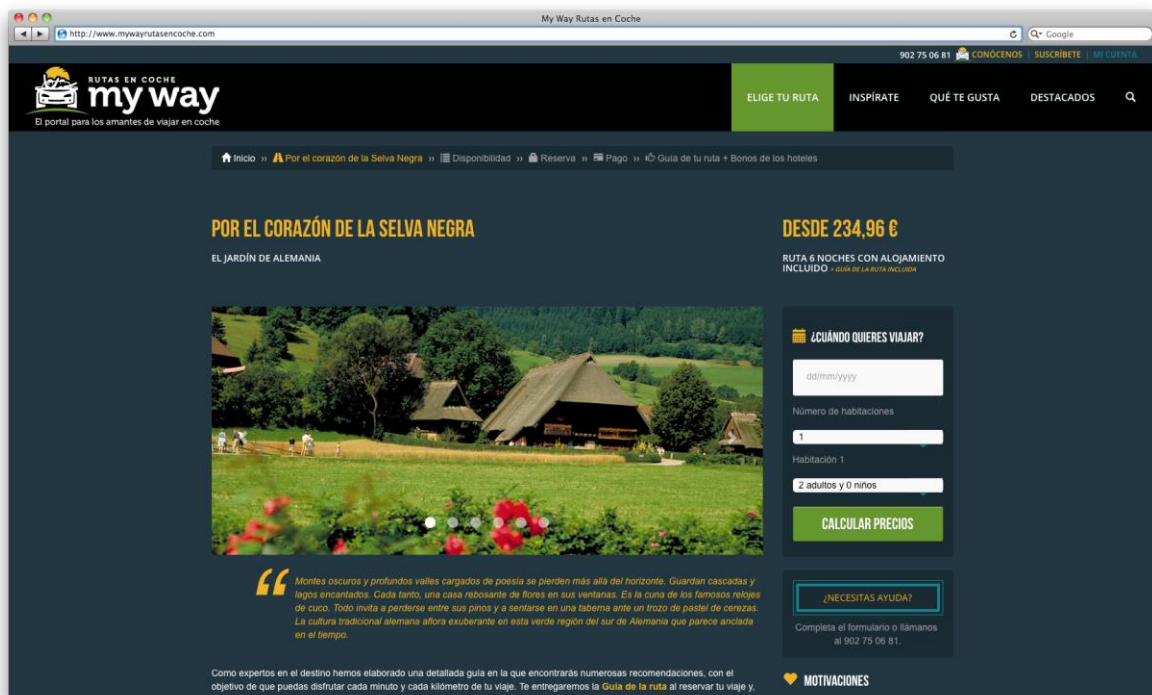 My Way Rutas en Coche
http://www.mywayrutasencoche.com
Google
902 75 06 81 CONÓCENOS | SUSCRÍBETE | MI CUENTA
RUTAS EN COCHE
my way
El portal para los amantes de viajar en coche
ELIGE TU RUTA INSPÍRATE QUÉ TE GUSTA DESTACADOS
Inicio ›› Por el corazón de la Selva Negra ›› Disponibilidad ›› Reserva ›› Pago ›› Guía de tu ruta + Bonos de los hoteles
POR EL CORAZÓN DE LA SELVA NEGRA
EL JARDÍN DE ALEMANIA
DESDE 234,96 €
RUTA 6 NOCHES CON ALOJAMIENTO
INCLUIDO + GUÍA DE LA RUTA INCLUIDA
¿CUÁNDO QUIERES VIAJAR?
dd/mm/yyyy
Número de habitaciones
1
Habitación 1
2 adultos y 0 niños
CALCULAR PRECIOS
“ Montes oscuros y profundos valles cargados de poesía se pierden más allá del horizonte. Guardan cascadas y
lagos encantados. Cada tanto, una casa rebosante de flores en sus ventanas. Es la cuna de los famosos relojes
de cuco. Todo invita a perderse entre sus pinos y a sentarse en una taberna ante un trozo de pastel de cerezas.
La cultura tradicional alemana aflora exuberante en esta verde región del sur de Alemania que parece anclada
en el tiempo.
¿NECESITAS AYUDA?
Completa el formulario o llámanos
al 902 75 06 81.
Como expertos en el destino hemos elaborado una detallada guía en la que encontrarás numerosas recomendaciones, con el
objetivo de que puedas disfrutar cada minuto y cada kilómetro de tu viaje. Te entregaremos la Guía de la ruta al reservar tu viaje y,
MOTIVACIONES